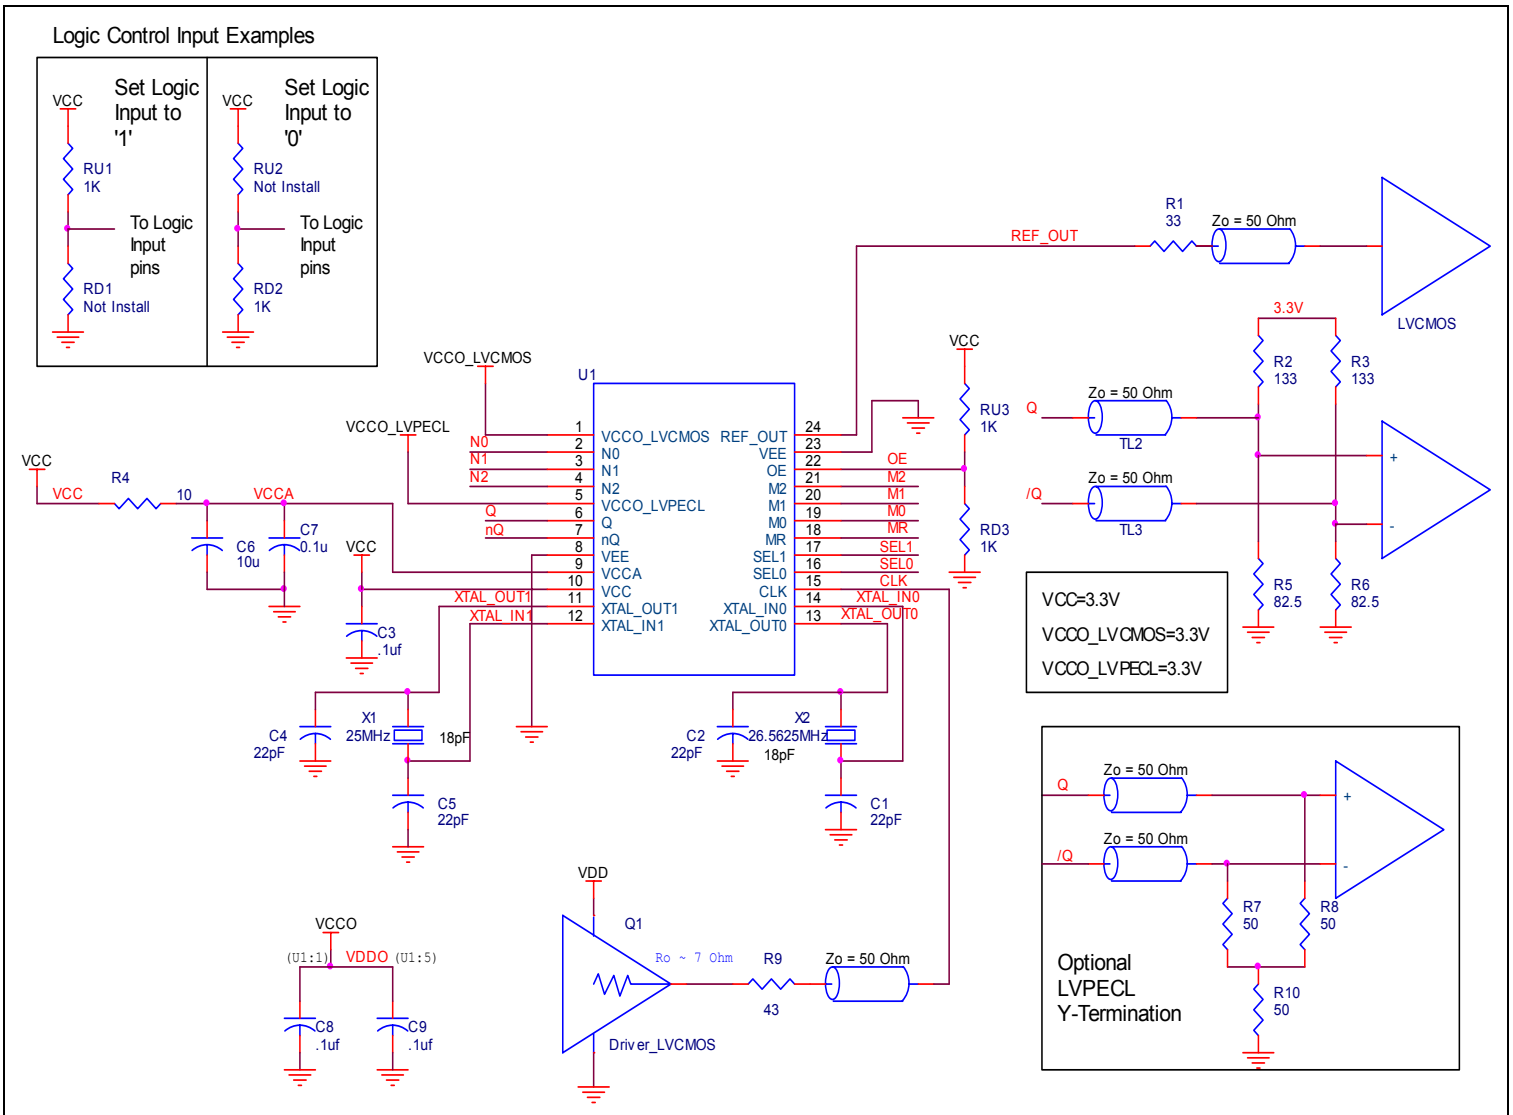 Logic Control Input Examples
VCC
Set Logic
Input to
'1'
RU1
1K
To Logic
Input
pins
RD1
Not Install
VCC
Set Logic
Input to
'0'
RU2
Not Install
To Logic
Input
pins
RD2
1K
R1
33
Zo = 50 Ohm
REF_OUT
LVCMOS
3.3V
R2
133
R3
133
Zo = 50 Ohm
Q
TL2
Zo = 50 Ohm
/Q
TL3
+
-
R5
82.5
R6
82.5
VCCO_LVCMOS
U1
VCCO_LVPECL
N0
N1
N2
Q
nQ
1
2
3
4
5
6
7
8
9
10
11
12
VCCO_LVCMOS
N0
N1
N2
VCCO_LVPECL
Q
nQ
VEE
VCCA
VCC
XTAL_OUT1
XTAL_IN1
REF_OUT
VEE
OE
M2
M1
M0
MR
SEL1
SEL0
CLK
XTAL_IN0
XTAL_OUT0
24
23
22
21
20
19
18
17
16
15
14
13
OE
M2
M1
M0
MR
SEL1
SEL0
CLK
XTAL_IN0
XTAL_OUT0
VCC
RU3
1K
RD3
1K
VCC
VCC
R4
10
VCCA
C6
10u
C7
0.1u
VCC
C3
.1uf
XTAL_OUT1
XTAL_IN1
VCC=3.3V
VCCO_LVCMOS=3.3V
VCCO_LVPECL=3.3V
C4
22pF
X1
25MHz
18pF
C5
22pF
C2
22pF
X2
26.5625MHz
18pF
C1
22pF
Q
Zo = 50 Ohm
/Q
Zo = 50 Ohm
+
-
R7
50
R8
50
R10
50
Optional
LVPECL
Y-Termination
VDD
Q1
Ro ~ 7 Ohm
R9
43
Zo = 50 Ohm
Driver_LVCMOS
VCCO
(U1:1)
VDDO
(U1:5)
C8
.1uf
C9
.1uf